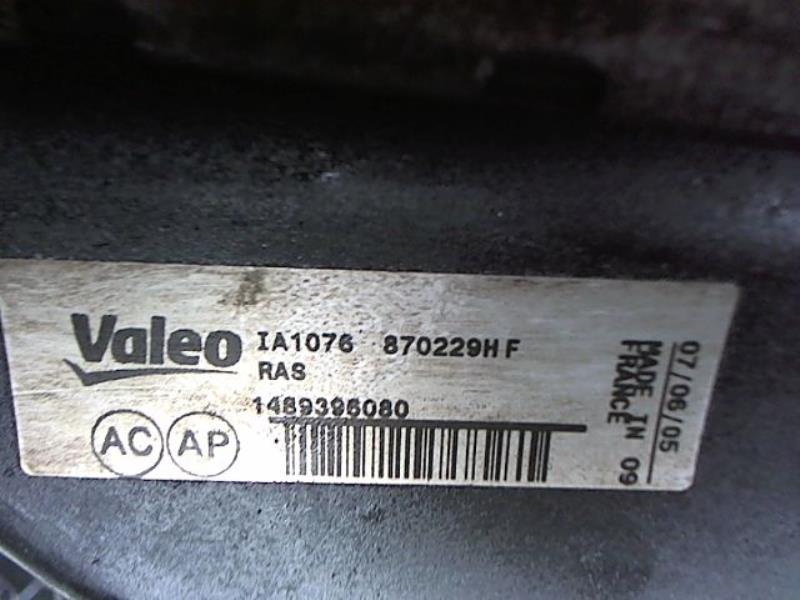 Valeo IA1076 870229H F
RAS
1489396080
AC AP
07/06/05
MADE IN 09
FRANCE